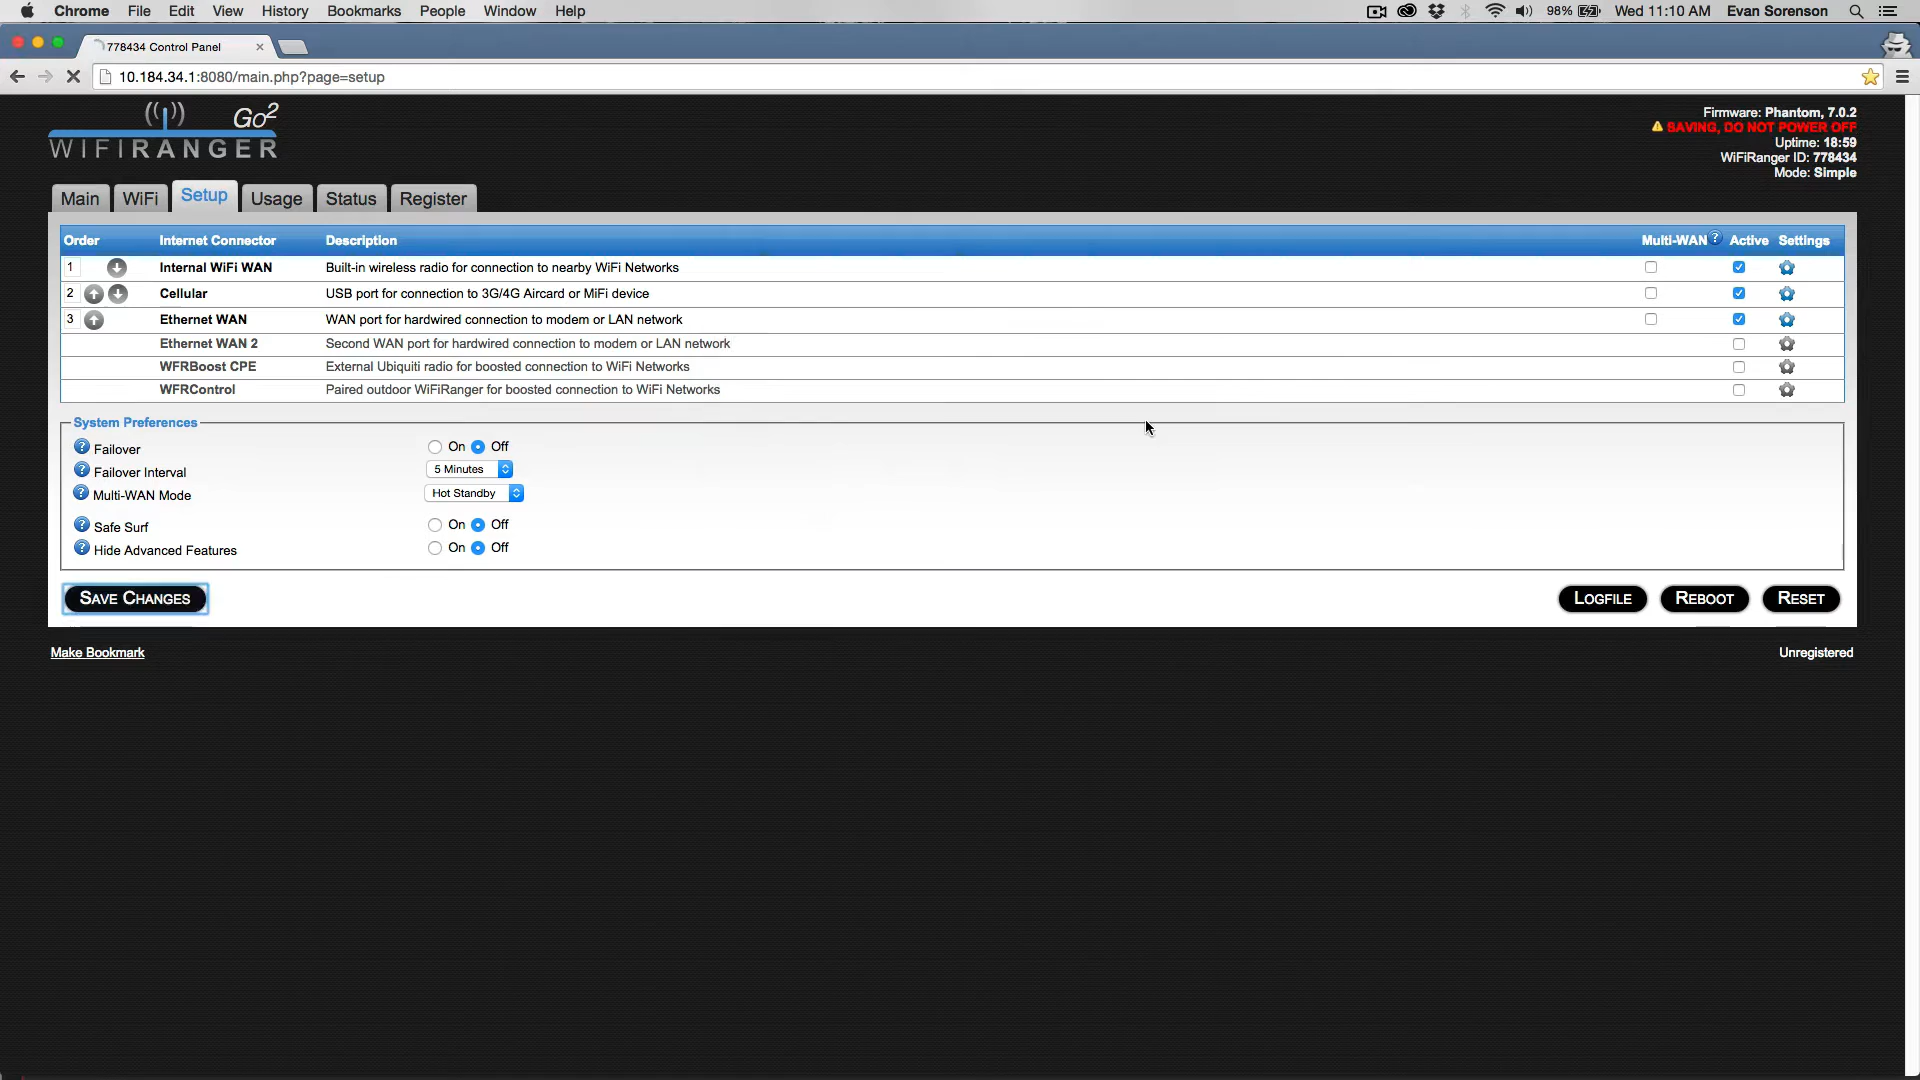 Chrome File Edit View History Bookmarks People Window Help 98% Wed 11:10 AM Evan Sorenson
778434 Control Panel
10.184.34.1:8080/main.php?page=setup
Go2
WIFIRANGER
Firmware: Phantom, 7.0.2
SAVING, DO NOT POWER OFF
Uptime: 18:59
WiFiRanger ID: 778434
Mode: Simple
Main WiFi Setup Usage Status Register
Order Internet Connector Description Multi-WAN ? Active Settings
1 Internal WiFi WAN Built-in wireless radio for connection to nearby WiFi Networks
2 Cellular USB port for connection to 3G/4G Aircard or MiFi device
3 Ethernet WAN WAN port for hardwired connection to modem or LAN network
Ethernet WAN 2 Second WAN port for hardwired connection to modem or LAN network
WFRBoost CPE External Ubiquiti radio for boosted connection to WiFi Networks
WFRControl Paired outdoor WiFiRanger for boosted connection to WiFi Networks
System Preferences
? Failover On Off
? Failover Interval 5 Minutes
? Multi-WAN Mode Hot Standby
? Safe Surf On Off
? Hide Advanced Features On Off
SAVE CHANGES LOGFILE REBOOT RESET
Make Bookmark Unregistered